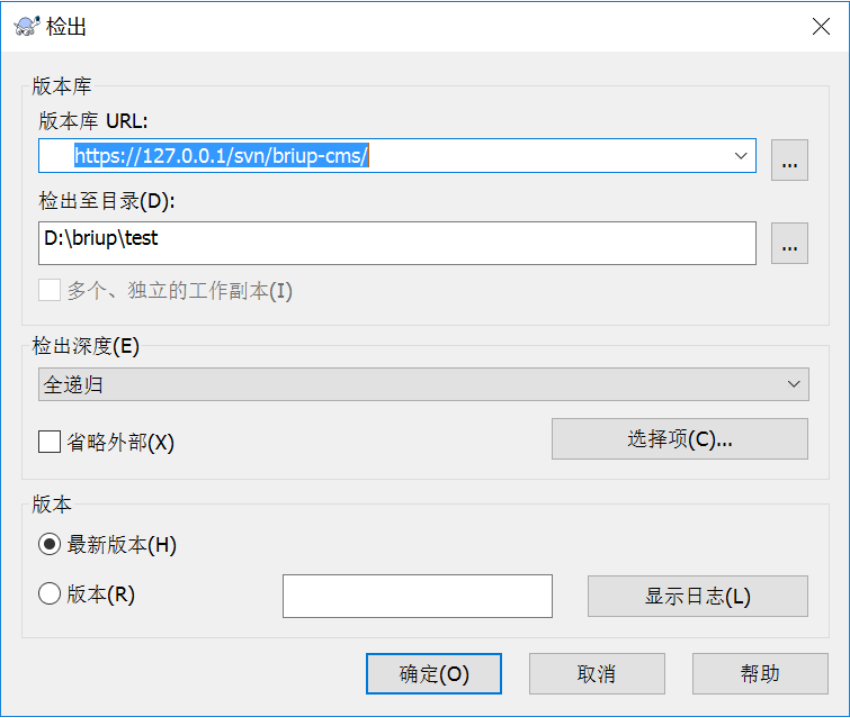 检出
版本库
版本库 URL:
https://127.0.0.1/svn/briup-cms/
...
检出至目录(D):
D:\briup\test
...
多个、独立的工作副本(I)
检出深度(E)
全递归
省略外部(X)
选择项(C)...
版本
最新版本(H)
版本(R)
显示日志(L)
确定(O)
取消
帮助